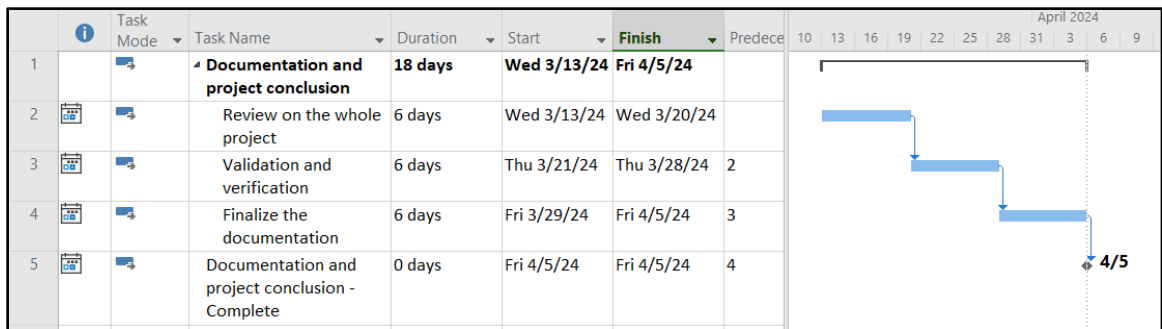 Task Mode Task Name Duration Start Finish Predece
April 2024
10 13 16 19 22 25 28 31 3 6 9
1 Documentation and project conclusion 18 days Wed 3/13/24 Fri 4/5/24
2 Review on the whole project 6 days Wed 3/13/24 Wed 3/20/24
3 Validation and verification 6 days Thu 3/21/24 Thu 3/28/24 2
4 Finalize the documentation 6 days Fri 3/29/24 Fri 4/5/24 3
5 Documentation and project conclusion - Complete 0 days Fri 4/5/24 Fri 4/5/24 4
4/5